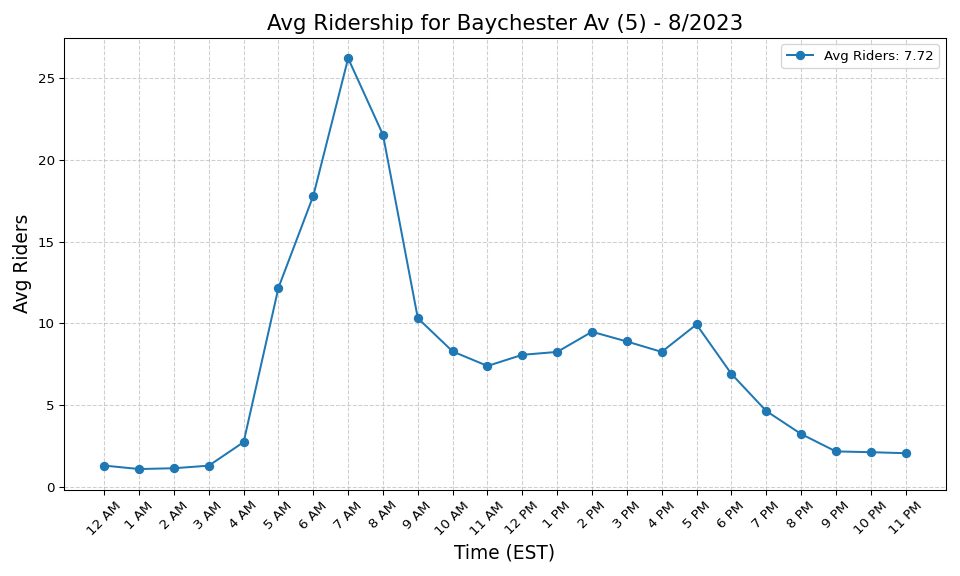 Avg Ridership for Baychester Av (5) - 8/2023
Avg Riders: 7.72
Avg Riders
25
20
15
10
5
0
12 AM
1 AM
2 AM
3 AM
4 AM
5 AM
6 AM
7 AM
8 AM
9 AM
10 AM
11 AM
12 PM
1 PM
2 PM
3 PM
4 PM
5 PM
6 PM
7 PM
8 PM
9 PM
10 PM
11 PM
Time (EST)